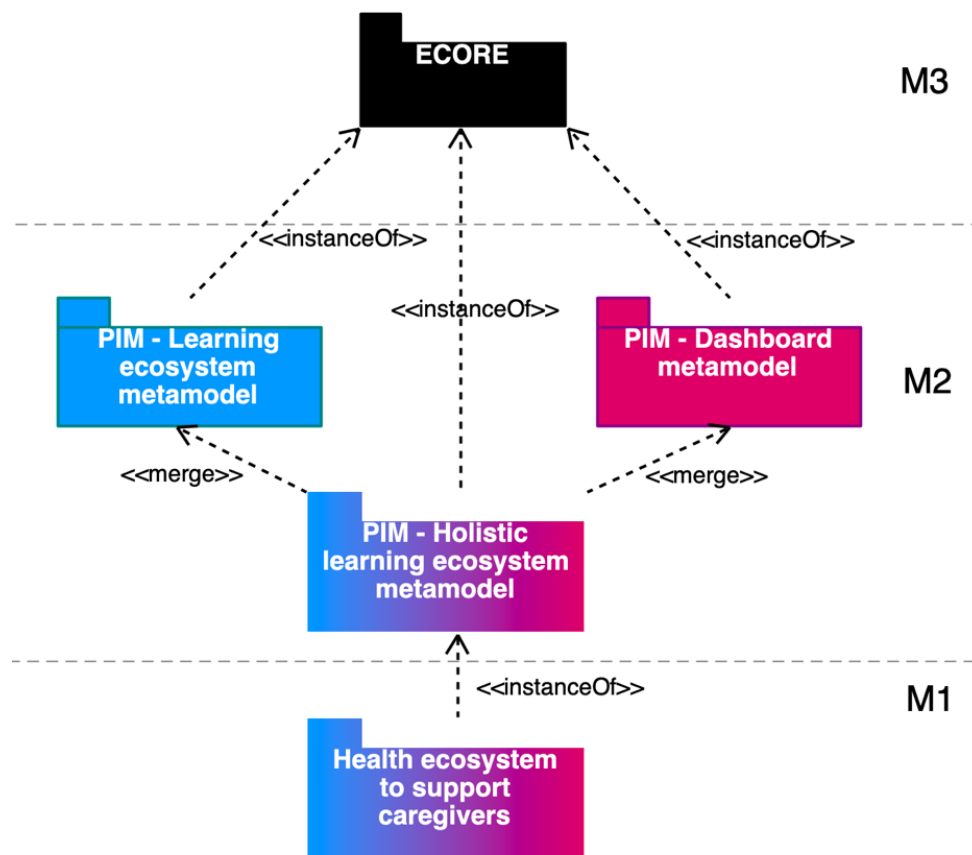 ECORE
M3
<<instanceOf>>
<<instanceOf>>
<<instanceOf>>
PIM - Learning
ecosystem
metamodel
PIM - Dashboard
metamodel
M2
<<merge>>
<<merge>>
PIM - Holistic
learning ecosystem
metamodel
<<instanceOf>>
M1
Health ecosystem
to support
caregivers